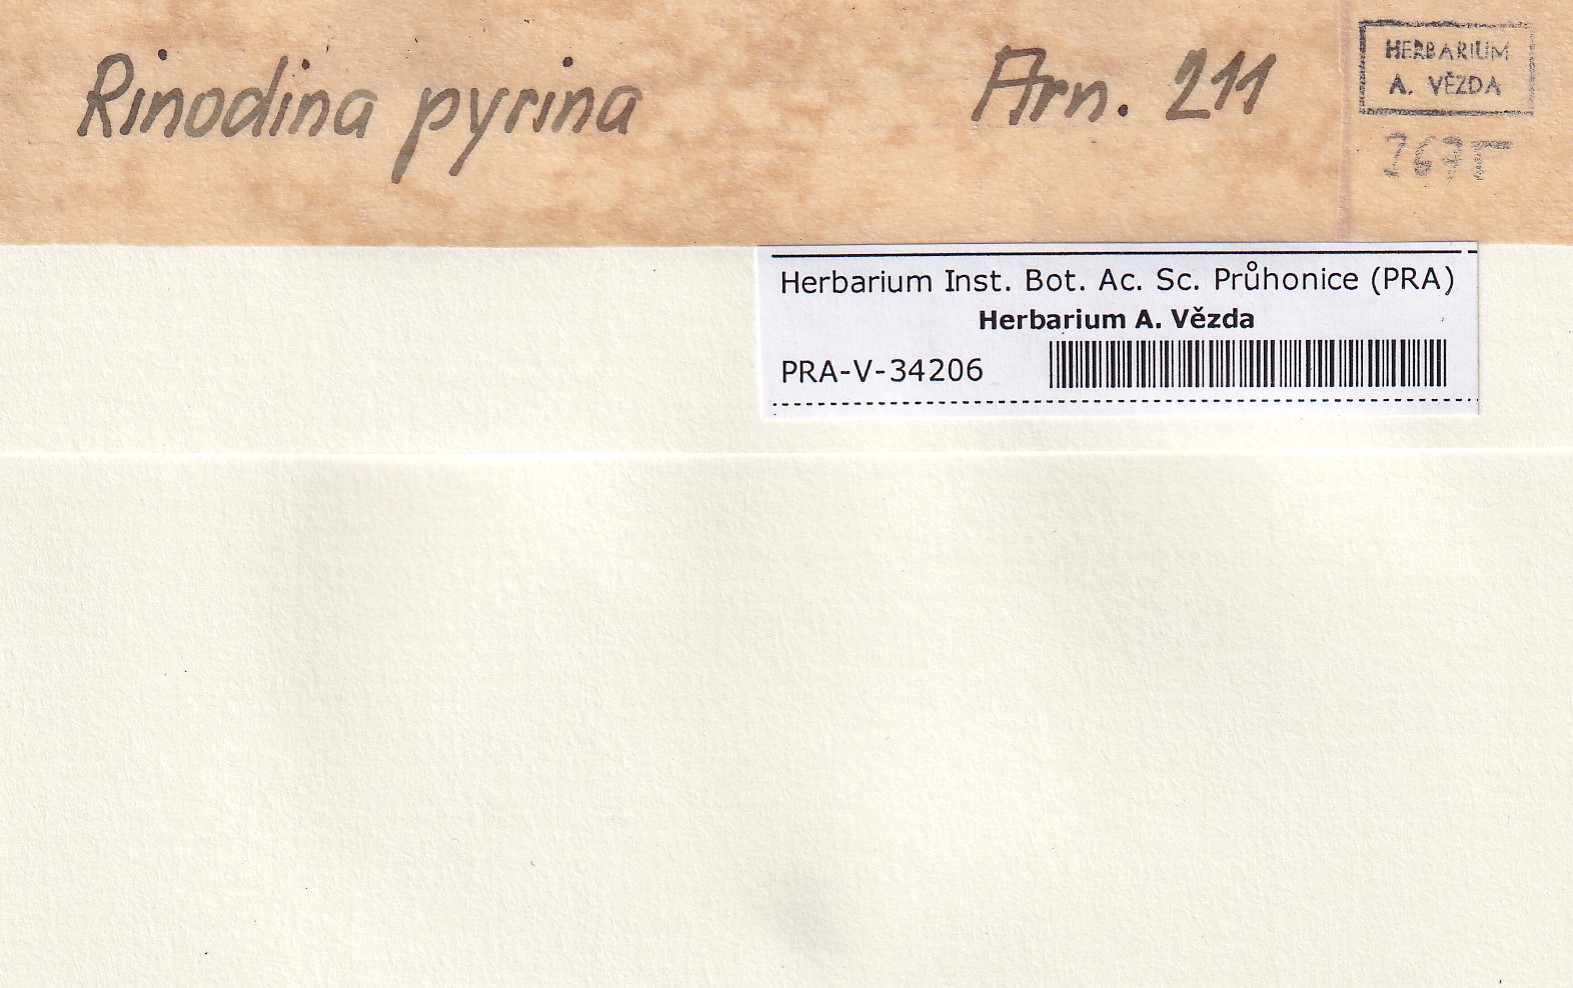 Rinodina pyrina Arn. 211
HERBARIUM
A. VĚZDA
Herbarium Inst. Bot. Ac. Sc. Průhonice (PRA)
Herbarium A. Vězda
PRA-V-34206